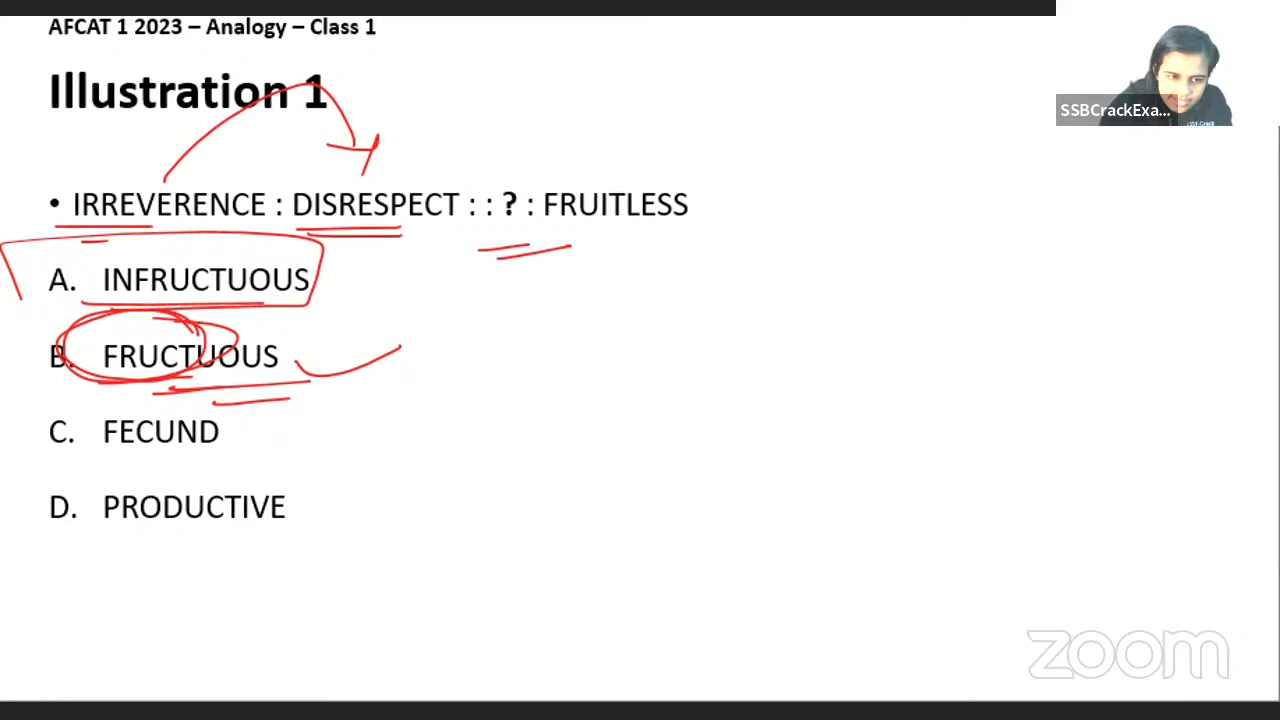 AFCAT 1 2023 – Analogy – Class 1
Illustration 1
SSBCrackExa...
• IRREVERENCE : DISRESPECT : : ? : FRUITLESS
A. INFRUCTUOUS
B. FRUCTUOUS
C. FECUND
D. PRODUCTIVE
zoom